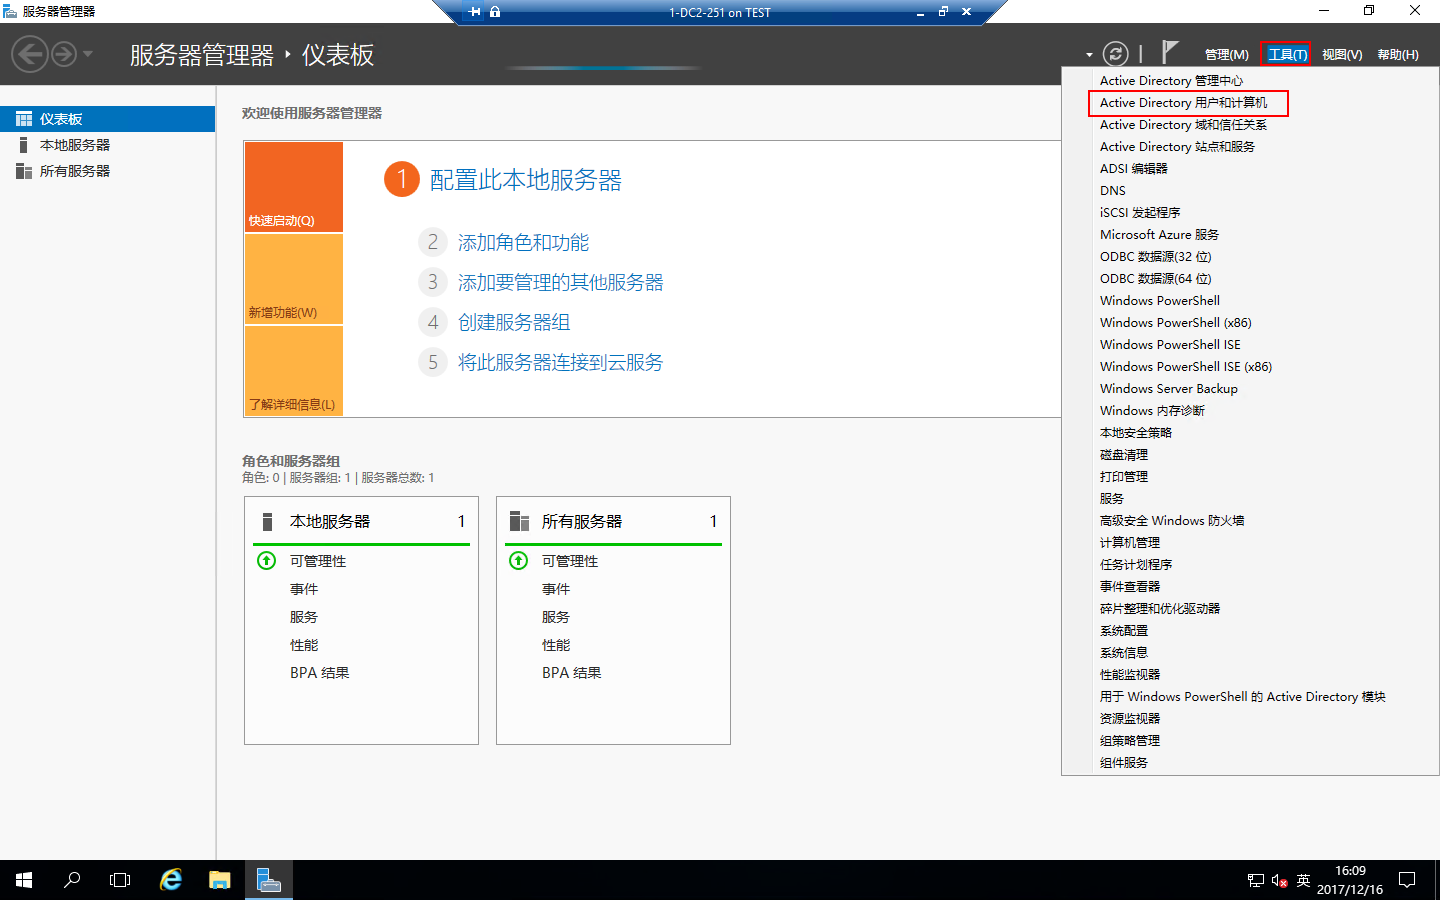 服务器管理器
1-DC2-251 on TEST
服务器管理器 · 仪表板
管理(M)
工具(T)
视图(V)
帮助(H)
仪表板
本地服务器
所有服务器
欢迎使用服务器管理器
快速启动(Q)
新增功能(W)
了解详细信息(L)
1 配置此本地服务器
2 添加角色和功能
3 添加要管理的其他服务器
4 创建服务器组
5 将此服务器连接到云服务
角色和服务器组
角色: 0 | 服务器组: 1 | 服务器总数: 1
本地服务器 1
可管理性
事件
服务
性能
BPA 结果
所有服务器 1
可管理性
事件
服务
性能
BPA 结果
Active Directory 管理中心
Active Directory 用户和计算机
Active Directory 域和信任关系
Active Directory 站点和服务
ADSI 编辑器
DNS
iSCSI 发起程序
Microsoft Azure 服务
ODBC 数据源(32 位)
ODBC 数据源(64 位)
Windows PowerShell
Windows PowerShell (x86)
Windows PowerShell ISE
Windows PowerShell ISE (x86)
Windows Server Backup
Windows 内存诊断
本地安全策略
磁盘清理
打印管理
服务
高级安全 Windows 防火墙
计算机管理
任务计划程序
事件查看器
碎片整理和优化驱动器
系统配置
系统信息
性能监视器
用于 Windows PowerShell 的 Active Directory 模块
资源监视器
组策略管理
组件服务
英
16:09
2017/12/16